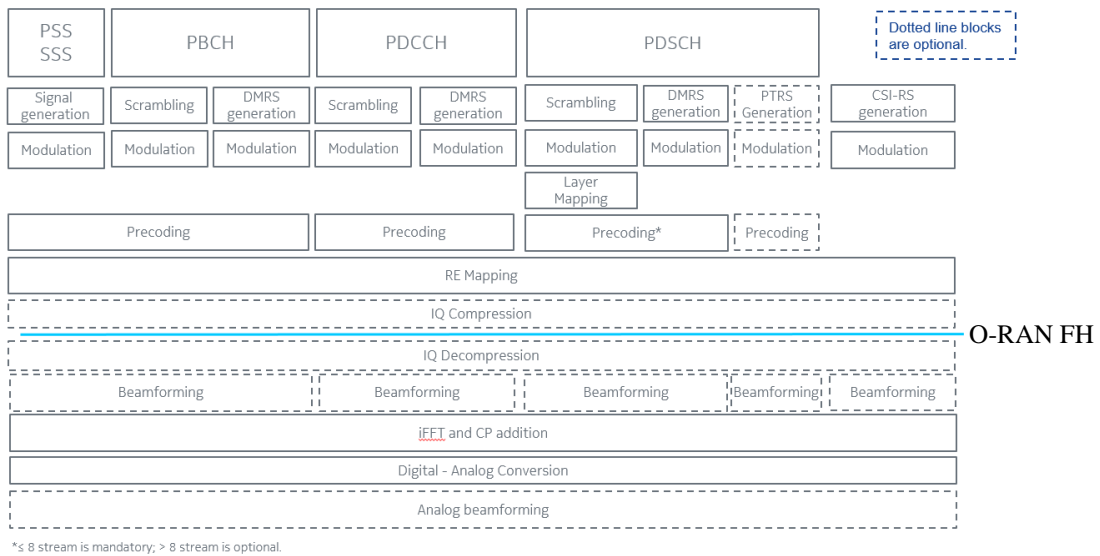 PSS
SSS
PBCH
PDCCH
PDSCH
Dotted line blocks
are optional.
Signal
generation
Scrambling
DMRS
generation
Scrambling
DMRS
generation
Scrambling
DMRS
generation
PTRS
Generation
CSI-RS
generation
Modulation
Modulation
Modulation
Modulation
Modulation
Modulation
Modulation
Modulation
Modulation
Layer
Mapping
Precoding
Precoding
Precoding*
Precoding
RE Mapping
IQ Compression
O-RAN FH
IQ Decompression
Beamforming
Beamforming
Beamforming
Beamforming
Beamforming
iFFT and CP addition
Digital - Analog Conversion
Analog beamforming
*≤ 8 stream is mandatory; > 8 stream is optional.